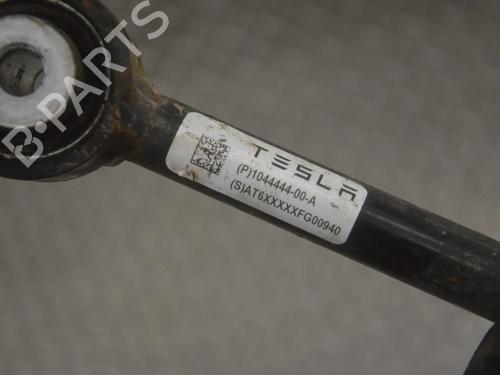 B-PARTS
TESLA
(P)1044444-00-A
(S)AT6XXXXXFG00940